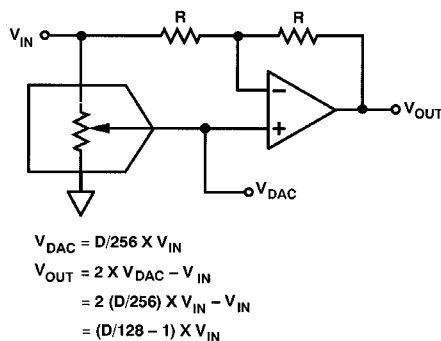 R
R
V_IN
−
+
V_OUT
V_DAC
V_DAC = D/256 X V_IN
V_OUT = 2 X V_DAC − V_IN
= 2 (D/256) X V_IN − V_IN
= (D/128 − 1) X V_IN